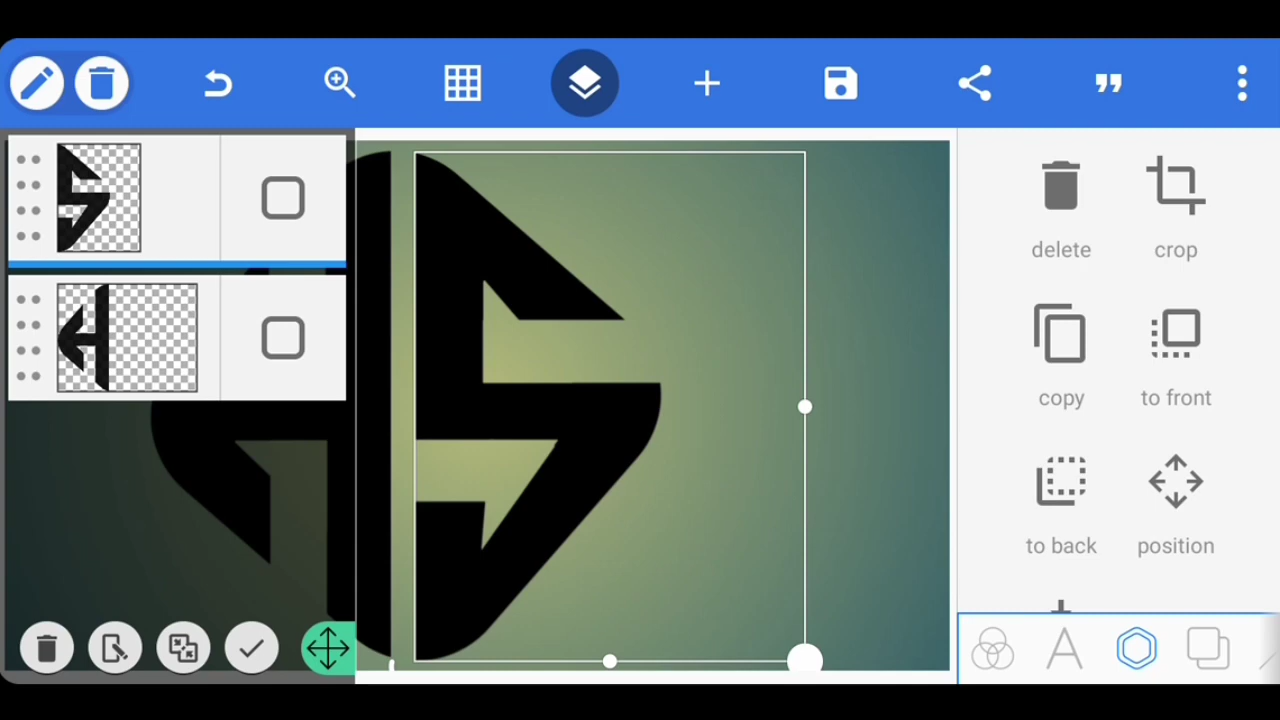 delete
crop
copy
to front
to back
position